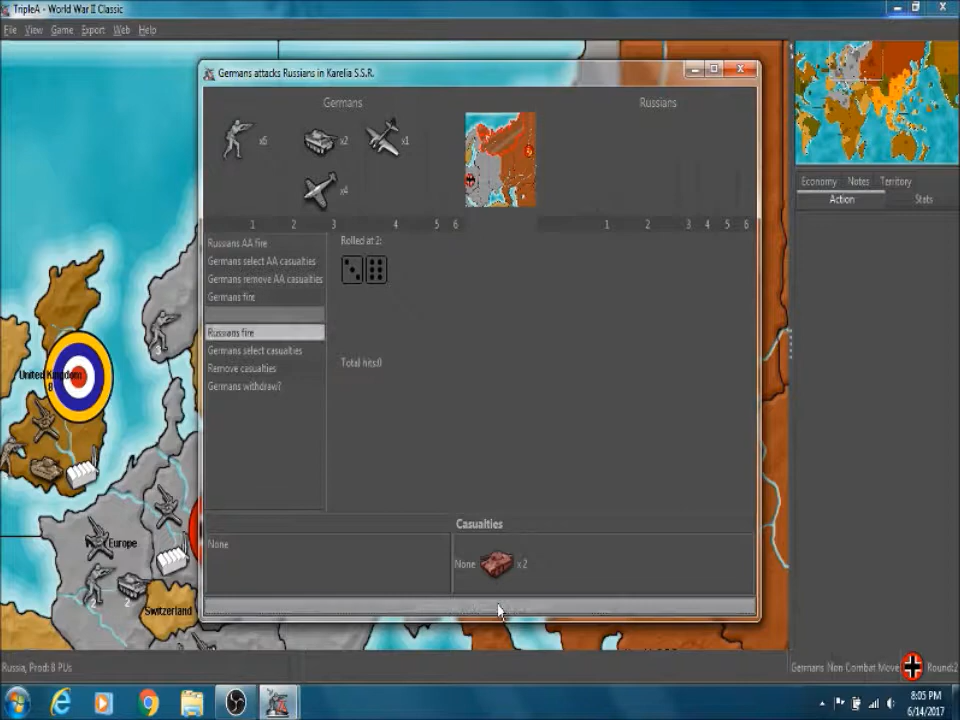 TripleA - World War II Classic
File View Game Export Web Help
Germans attacks Russians in Karelia S.S.R.
Germans
Russians
x6
x2
x1
x4
1 2 3 4 5 6
1 2 3 4 5 6
Russians AA fire
Germans select AA casualties
Germans remove AA casualties
Germans fire
Russians fire
Germans select casualties
Remove casualties
Germans withdraw?
Rolled at 2:
Total hits:0
Casualties
None
None x2
Economy Notes Territory
Action Stats
United Kingdom
8
3
Europe
2
2
Switzerland
Russia, Prod: 8 PUs
Germans Non Combat Move
Round:2
8:05 PM
6/14/2017